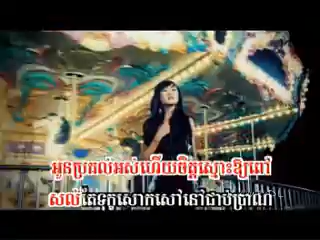 អូនប្រគល់អស់ហើយចិត្តស្មោះឱ្យពៅ
សល់តែទុក្ខសោកសៅនៅជាប់ប្រាណ